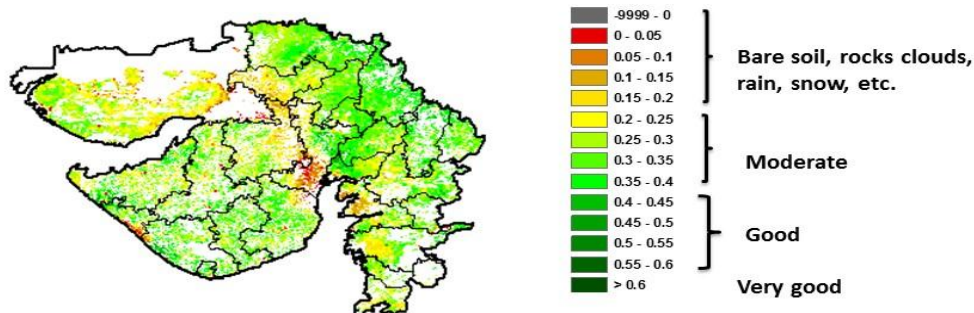 -9999 - 0
0 - 0.05
0.05 - 0.1
0.1 - 0.15
0.15 - 0.2
0.2 - 0.25
0.25 - 0.3
0.3 - 0.35
0.35 - 0.4
0.4 - 0.45
0.45 - 0.5
0.5 - 0.55
0.55 - 0.6
> 0.6
Bare soil, rocks clouds,
rain, snow, etc.
Moderate
Good
Very good